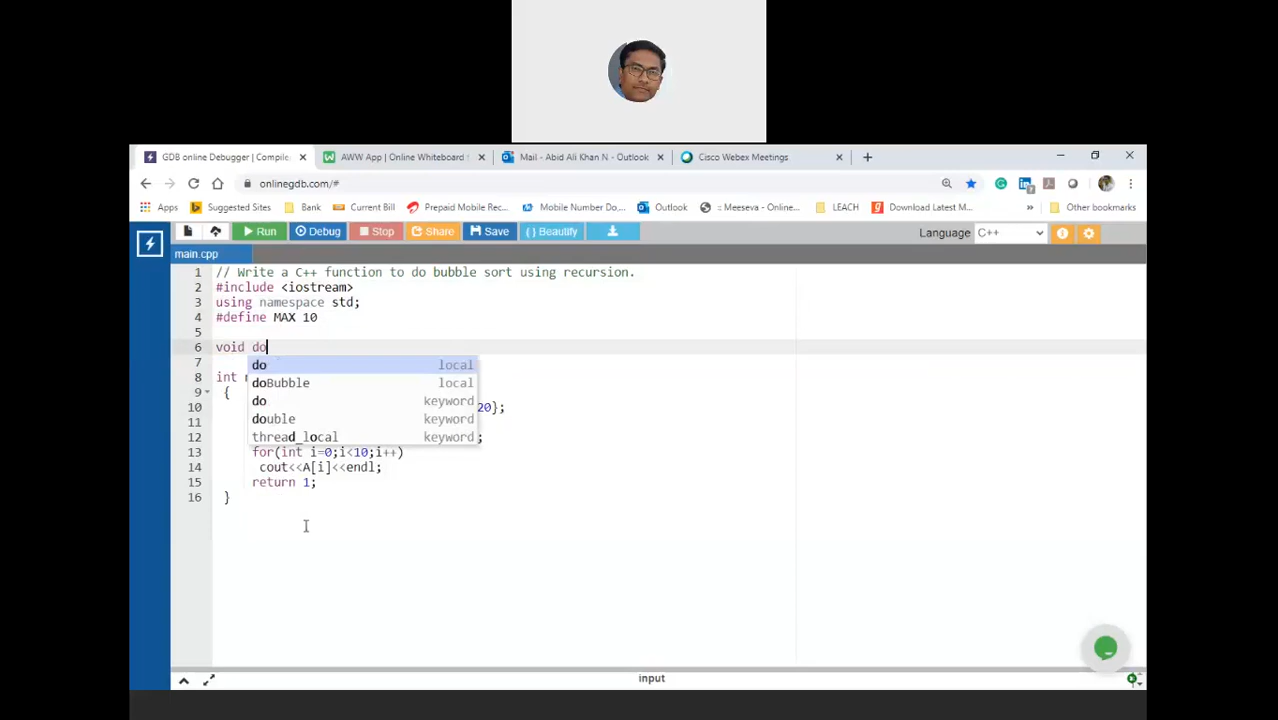 GDB online Debugger | Compile
AWW App | Online Whiteboard
Mail - Abid Ali Khan N - Outlook
Cisco Webex Meetings
onlinegdb.com/#
Apps
Suggested Sites
Bank
Current Bill
Prepaid Mobile Rec...
Mobile Number Do,...
Outlook
= Meeseva - Online...
LEACH
Download Latest M...
»
Other bookmarks
Run
Debug
Stop
Share
Save
{ } Beautify
Language C++
main.cpp
1 // Write a C++ function to do bubble sort using recursion.
2 #include <iostream>
3 using namespace std;
4 #define MAX 10
5
6 void do
do local
7 doBubble local
8 int
do keyword
9 {
10 double keyword 20};
11
12 thread_local keyword ;
13 for(int i=0;i<10;i++)
14 cout<<A[i]<<endl;
15 return 1;
16 }
input